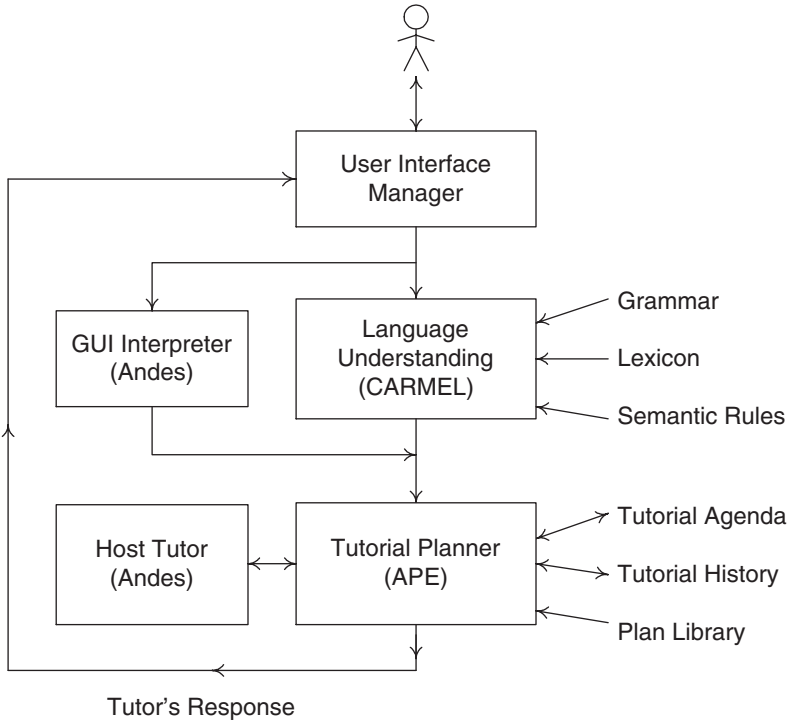 User Interface
Manager
GUI Interpreter
(Andes)
Language
Understanding
(CARMEL)
Grammar
Lexicon
Semantic Rules
Host Tutor
(Andes)
Tutorial Planner
(APE)
Tutorial Agenda
Tutorial History
Plan Library
Tutor's Response